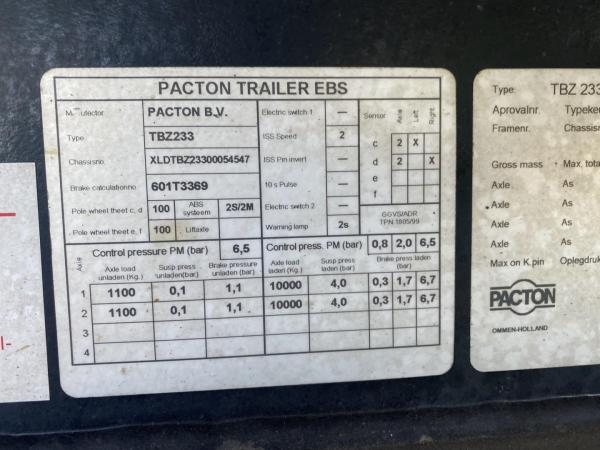 PACTON TRAILER EBS
PACTON B.V.
Type TBZ233
Chassisno. XLDTBZ23300054547
Brake calculationno 601T3369
Pole wheel theet c, d 100 ABS systeem 2S/2M
Pole wheel theet e, f 100 Liftaxle
Electric switch 1 —
ISS Speed 2
ISS Pin invert —
10 s Pulse —
Electric switch 2 —
Warning lamp 2s
Sensor Axle Left Right
c 2 X
d 2 X
e
f
GGVS/ADR
TPN 1805/99
Control pressure PM (bar) 6,5 Control press, PM (bar) 0,8 2,0 6,5
Axle Axle load unladen (Kg.) Susp press unladen(bar) Brake pressure unladen (bar) Axle load laden (Kg.) Susp press laden(bar) Brake press laden (bar)
1 1100 0,1 1,1 10000 4,0 0,3 1,7 6,7
2 1100 0,1 1,1 10000 4,0 0,3 1,7 6,7
3
4
Type: TBZ 233
Aprovalnr. Typeke
Framenr. Chassis
Gross mass Max. tota
Axle As
Axle As
Axle As
Max on K.pin Oplegdruk
PACTON
OMMEN-HOLLAND